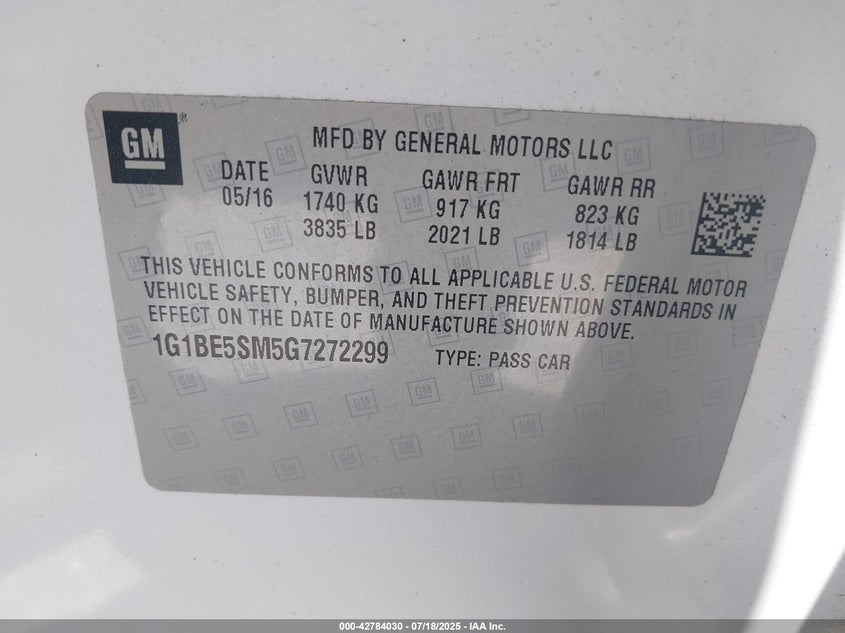 GM®
MFD BY GENERAL MOTORS LLC
DATE GVWR GAWR FRT GAWR RR
05/16 1740 KG 917 KG 823 KG
3835 LB 2021 LB 1814 LB
THIS VEHICLE CONFORMS TO ALL APPLICABLE U.S. FEDERAL MOTOR
VEHICLE SAFETY, BUMPER, AND THEFT PREVENTION STANDARDS IN
EFFECT ON THE DATE OF MANUFACTURE SHOWN ABOVE.
1G1BE5SM5G7272299 TYPE: PASS CAR
000-42784030 — 07/18/2025 — IAA Inc.